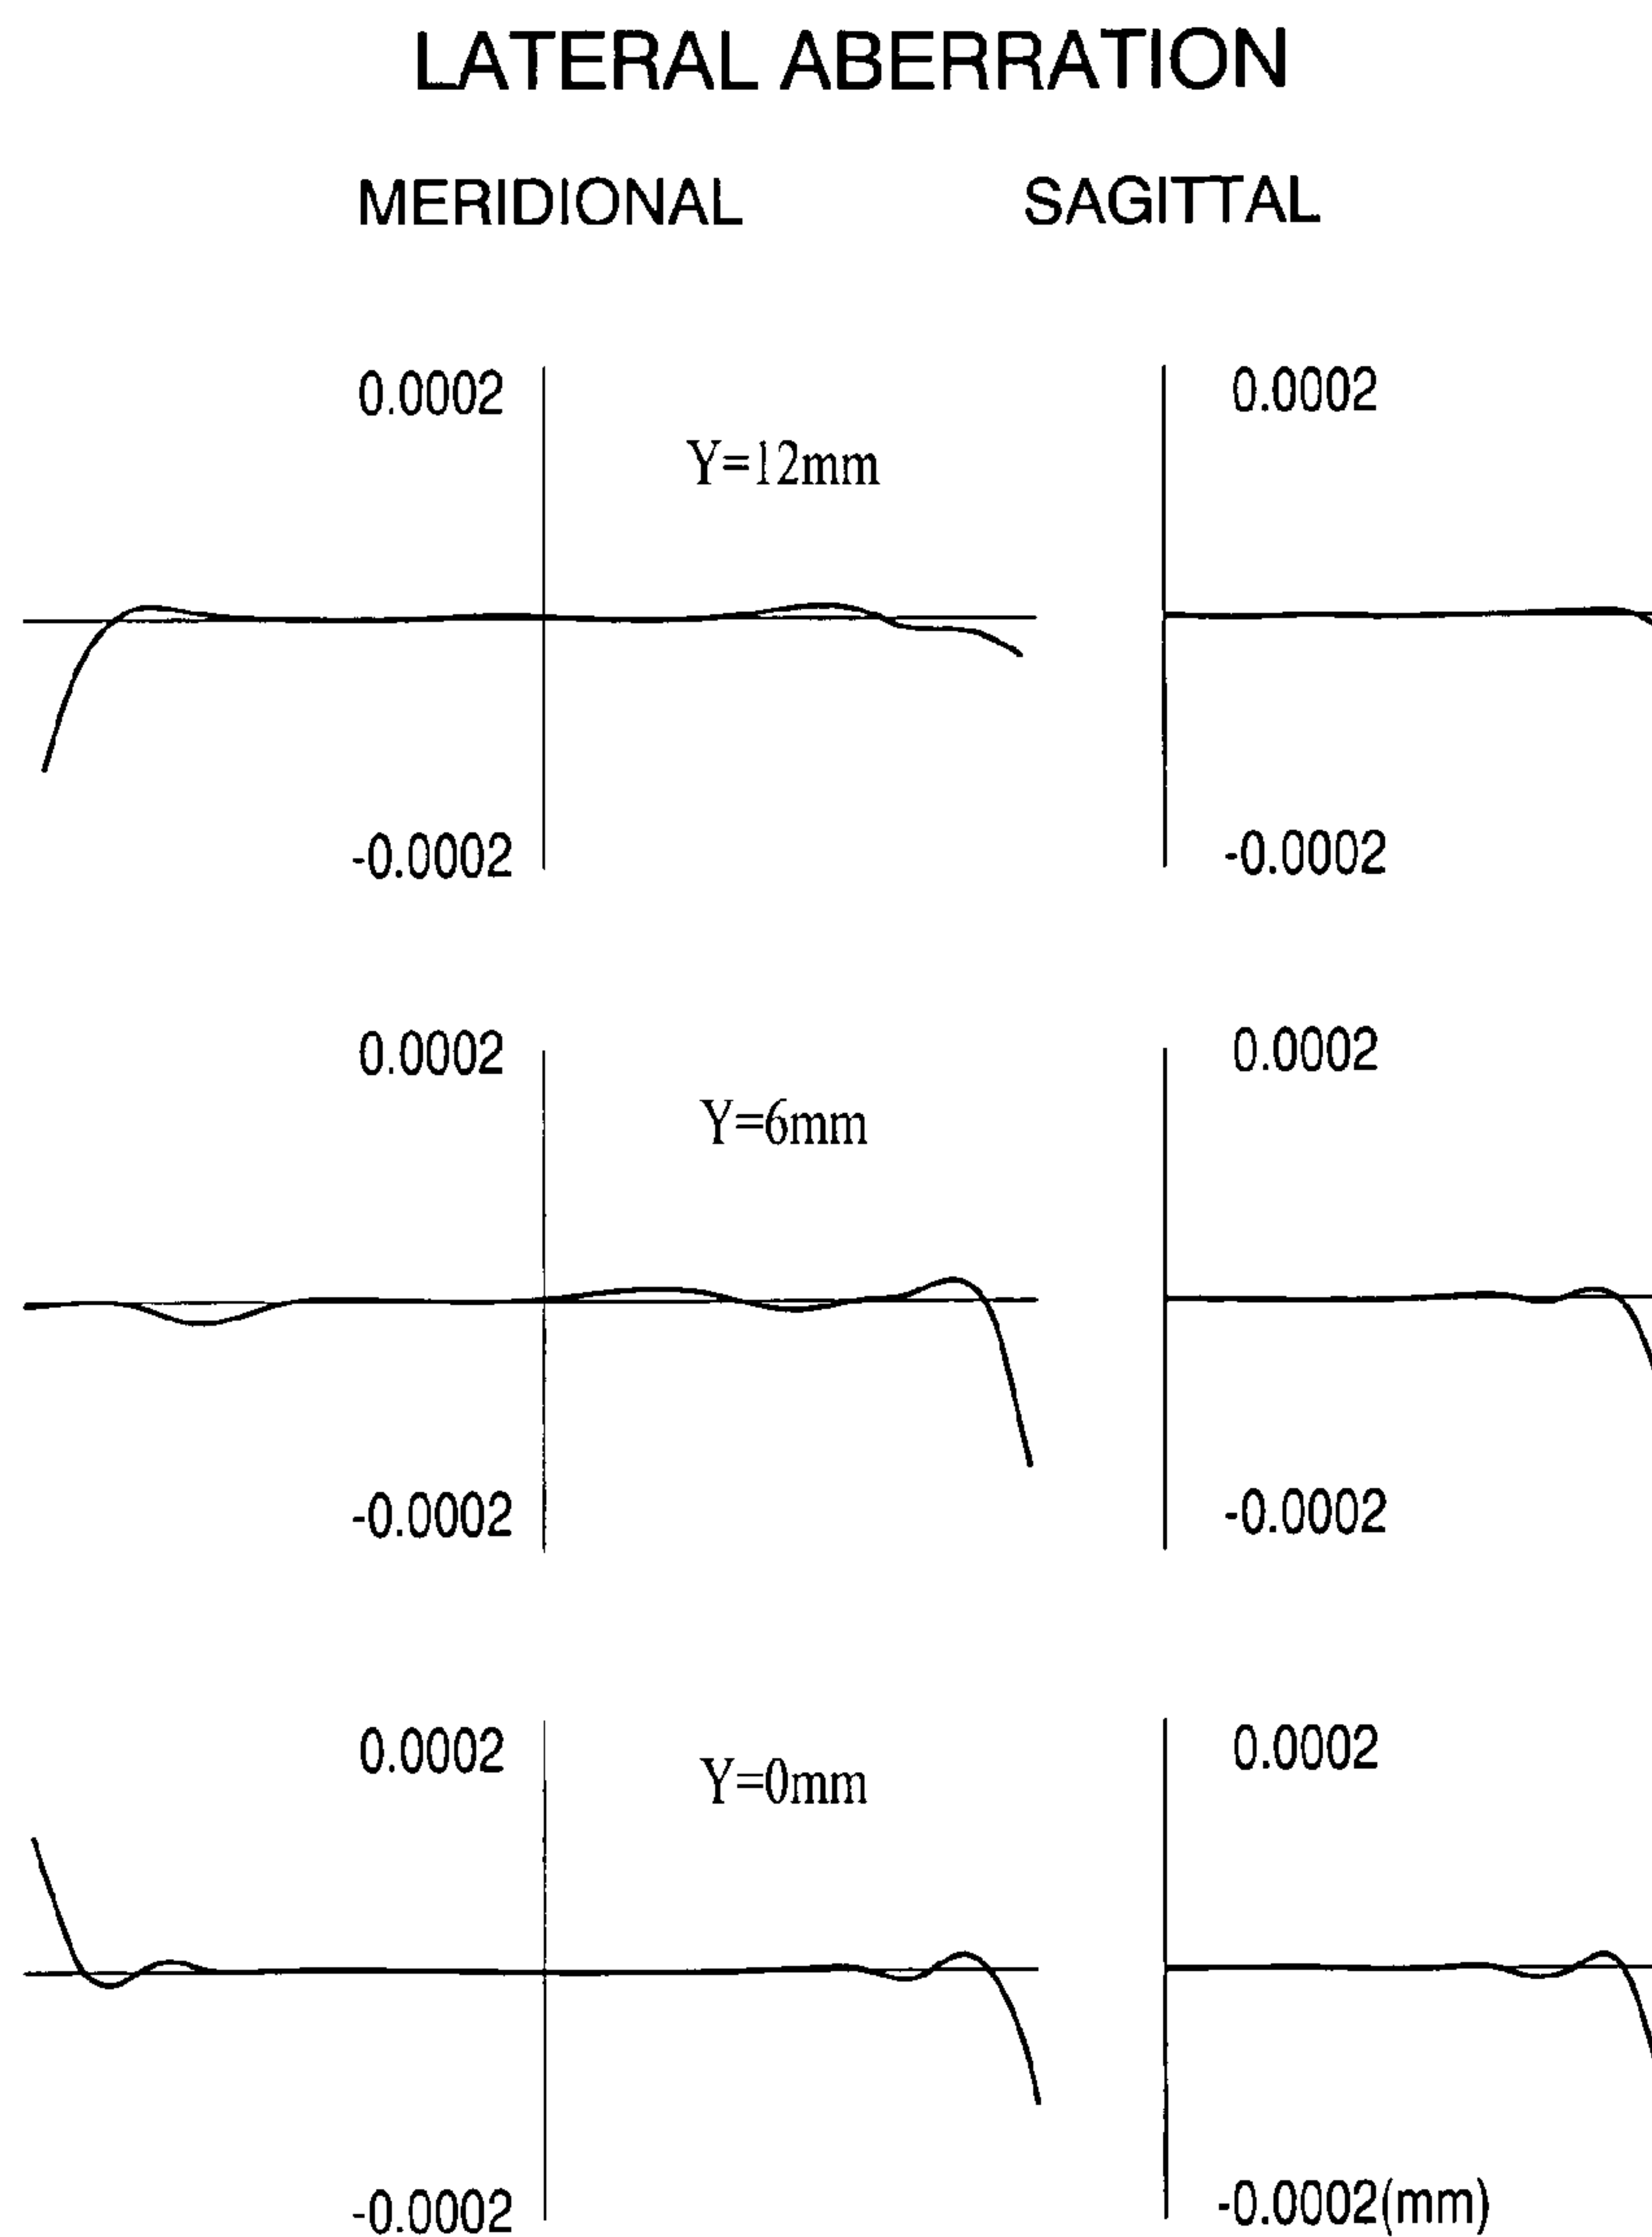 LATERAL ABERRATION
MERIDIONAL SAGITTAL
0.0002 0.0002
Y=12mm
-0.0002 -0.0002
0.0002 0.0002
Y=6mm
-0.0002 -0.0002
0.0002 0.0002
Y=0mm
-0.0002 -0.0002(mm)